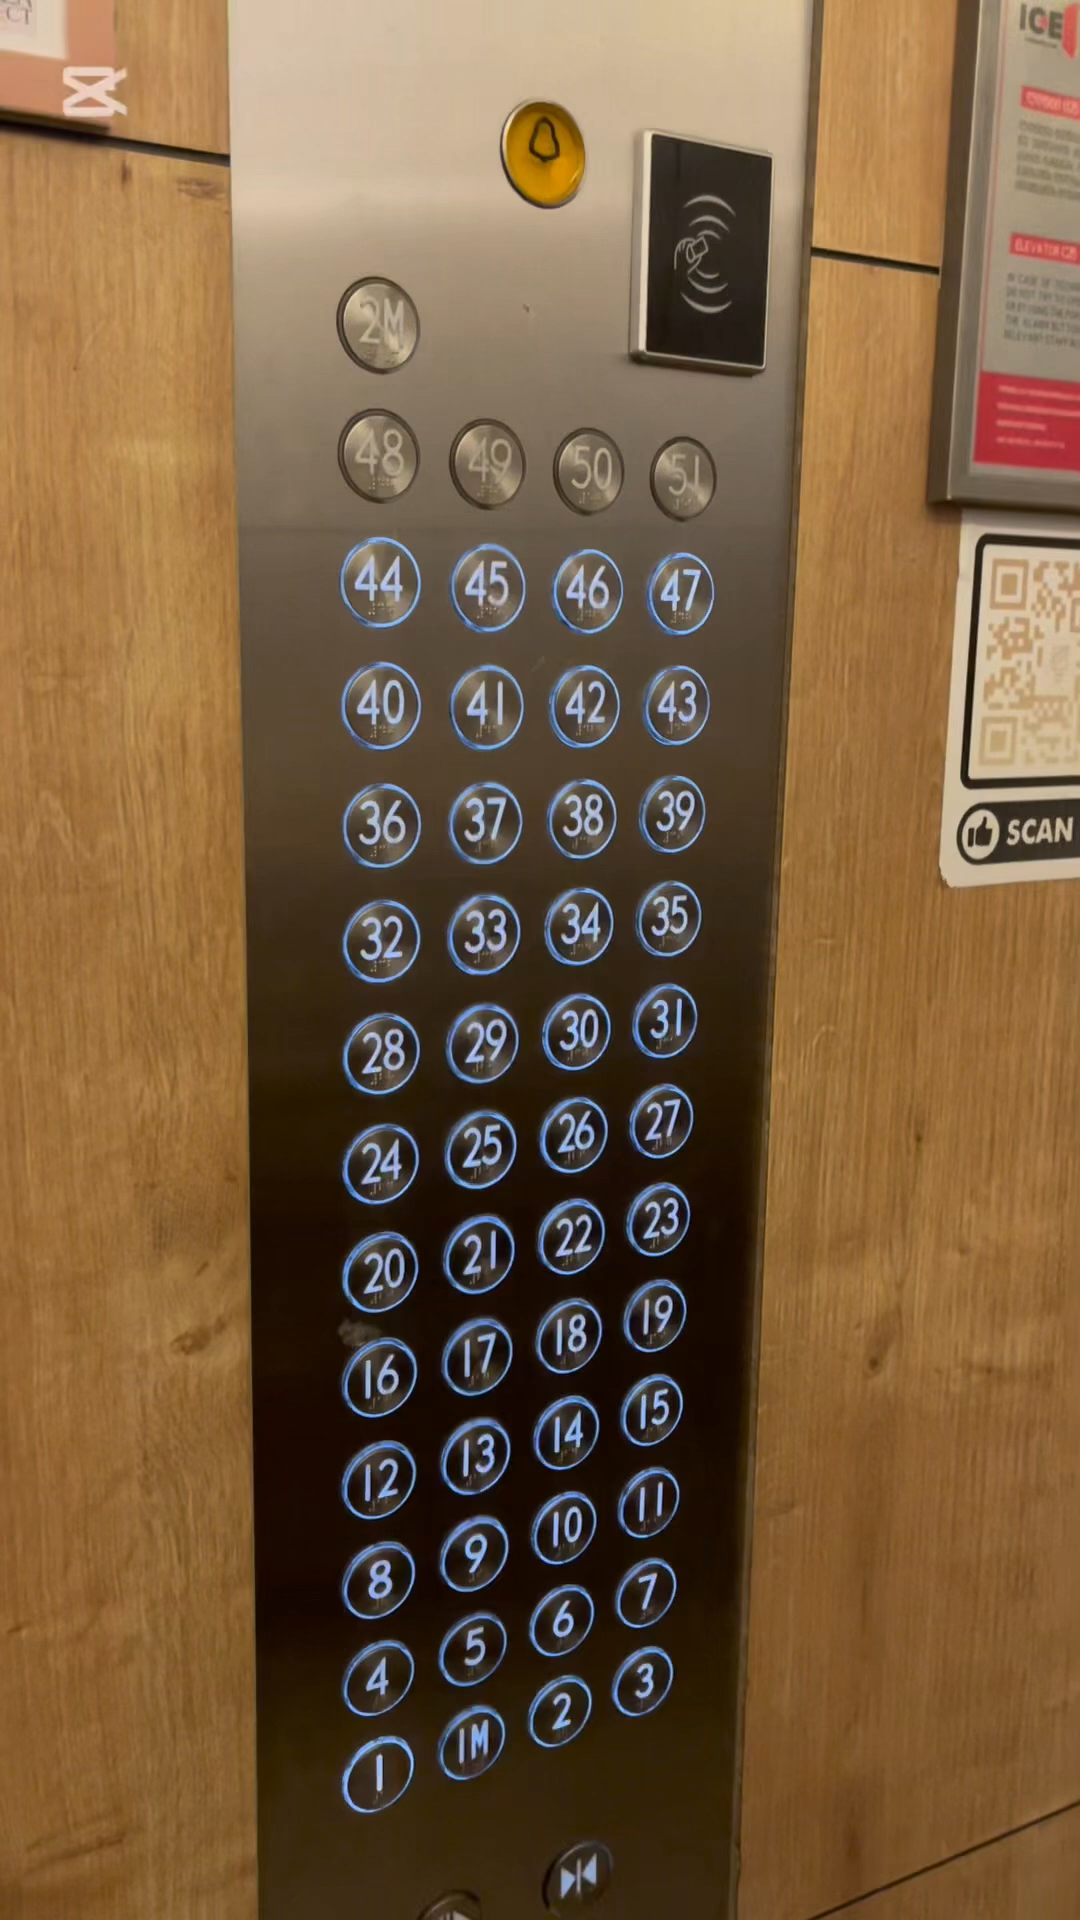 CT
ICE
2M
48 49 50 51
44 45 46 47
40 41 42 43
36 37 38 39
32 33 34 35
28 29 30 31
24 25 26 27
20 21 22 23
16 17 18 19
12 13 14 15
8 9 10 11
4 5 6 7
1 1M 2 3
ELEVATOR
SCAN